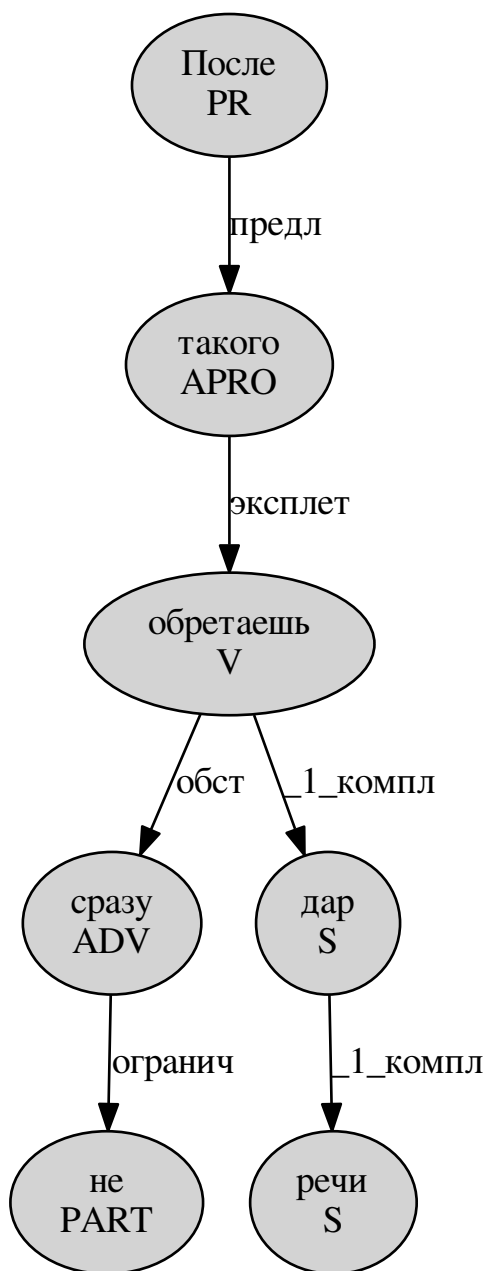 После
PR
предл
такого
APRO
эксплет
обретаешь
V
обст
_1_компл
сразу
ADV
дар
S
огранич
_1_компл
не
PART
речи
S